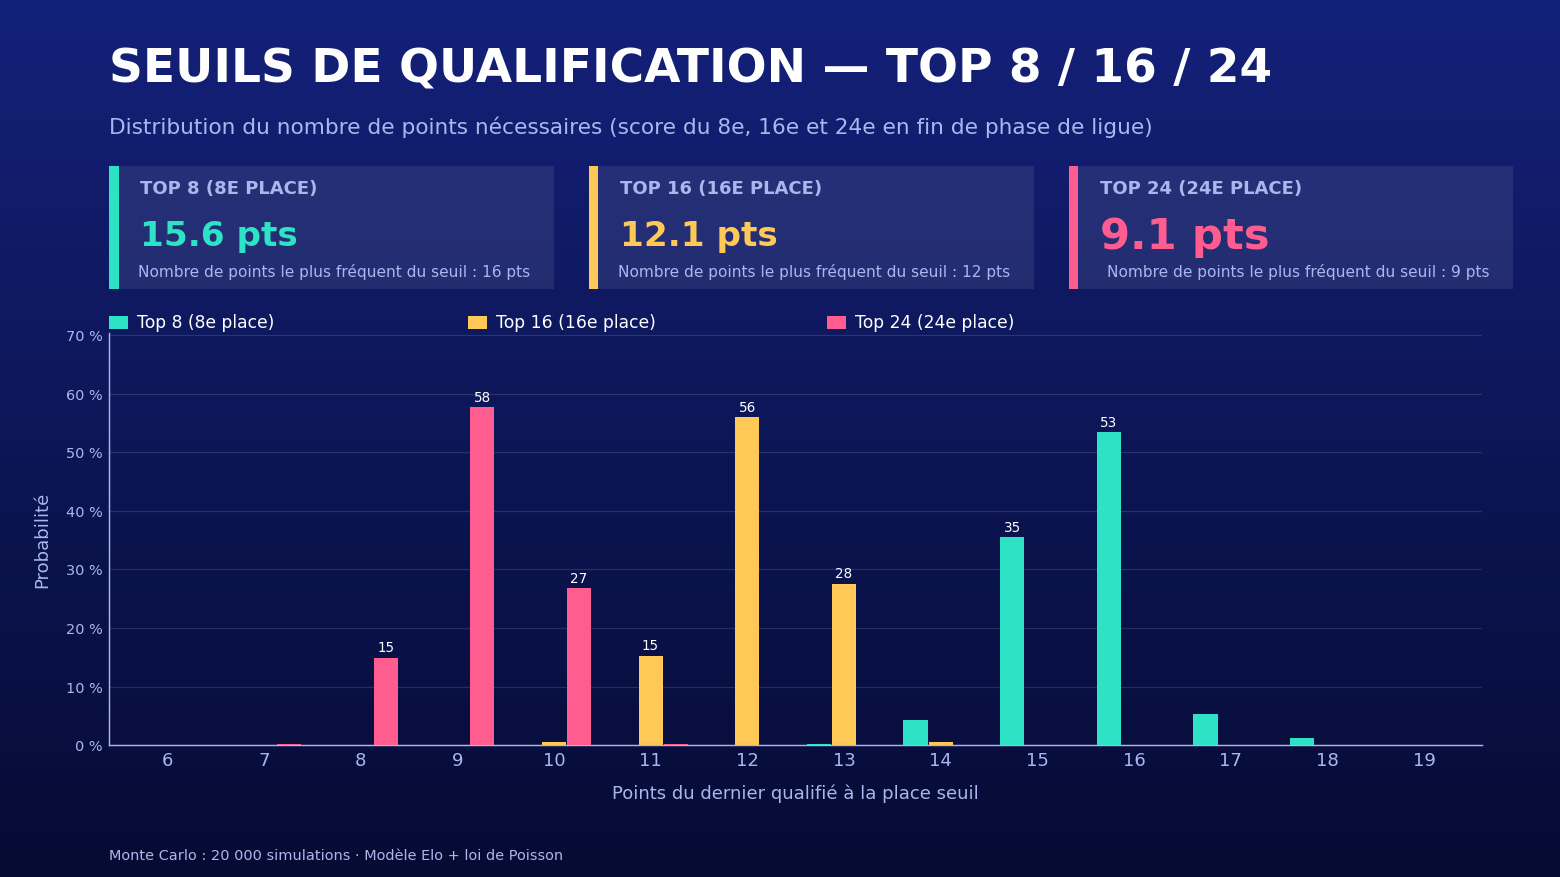 SEUILS DE QUALIFICATION — TOP 8 / 16 / 24
Distribution du nombre de points nécessaires (score du 8e, 16e et 24e en fin de phase de ligue)
TOP 8 (8E PLACE)
15.6 pts
Nombre de points le plus fréquent du seuil : 16 pts
TOP 16 (16E PLACE)
12.1 pts
Nombre de points le plus fréquent du seuil : 12 pts
TOP 24 (24E PLACE)
9.1 pts
Nombre de points le plus fréquent du seuil : 9 pts
Top 8 (8e place)
Top 16 (16e place)
Top 24 (24e place)
Probabilité
70 %
60 %
50 %
40 %
30 %
20 %
10 %
0 %
15
58
27
15
56
28
35
53
6 7 8 9 10 11 12 13 14 15 16 17 18 19
Points du dernier qualifié à la place seuil
Monte Carlo : 20 000 simulations · Modèle Elo + loi de Poisson